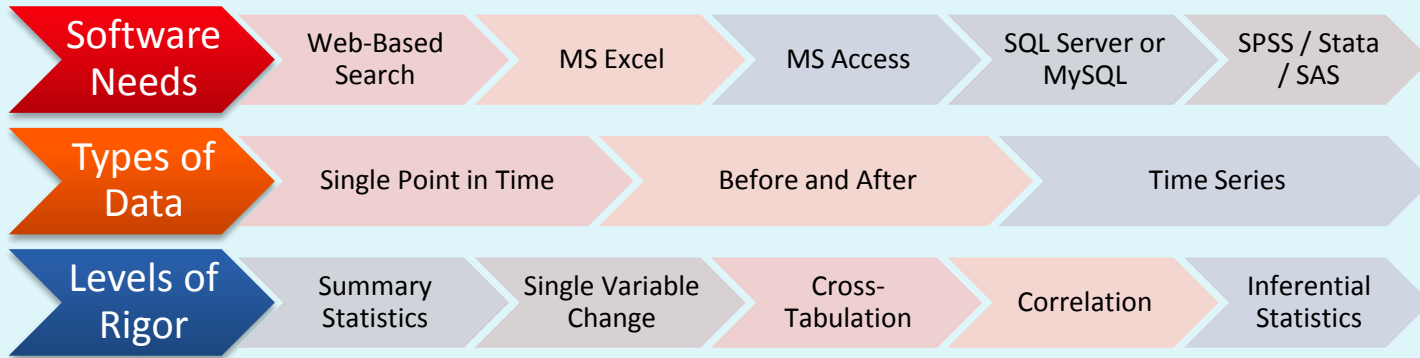 Software
Needs
Web-Based
Search
MS Excel
MS Access
SQL Server or
MySQL
SPSS / Stata
/ SAS
Types of
Data
Single Point in Time
Before and After
Time Series
Levels of
Rigor
Summary
Statistics
Single Variable
Change
Cross-
Tabulation
Correlation
Inferential
Statistics